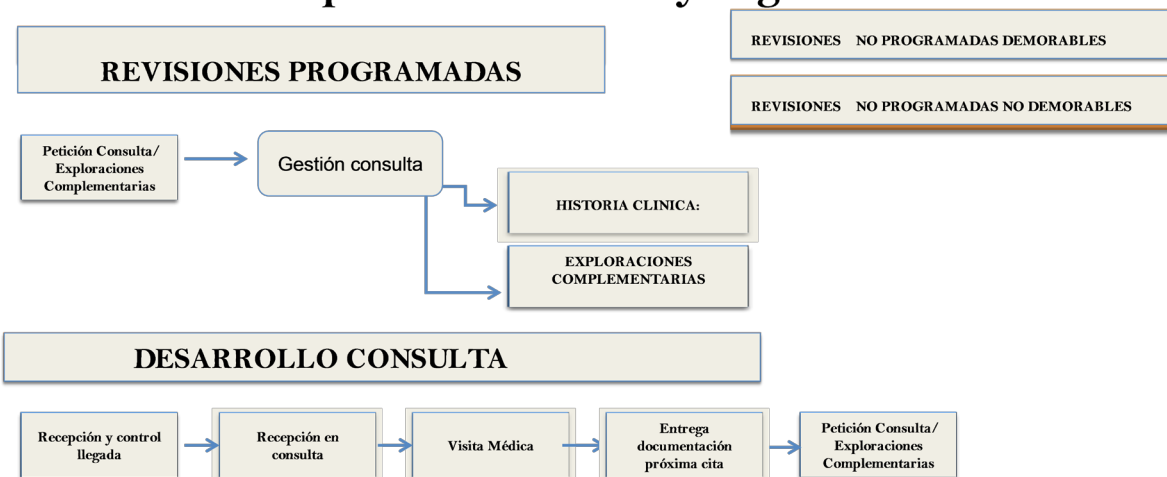 REVISIONES NO PROGRAMADAS DEMORABLES
REVISIONES PROGRAMADAS
REVISIONES NO PROGRAMADAS NO DEMORABLES
Petición Consulta/
Exploraciones
Complementarias
Gestión consulta
HISTORIA CLINICA:
EXPLORACIONES
COMPLEMENTARIAS
DESARROLLO CONSULTA
Recepción y control
llegada
Recepción en
consulta
Visita Médica
Entrega
documentación
próxima cita
Petición Consulta/
Exploraciones
Complementarias